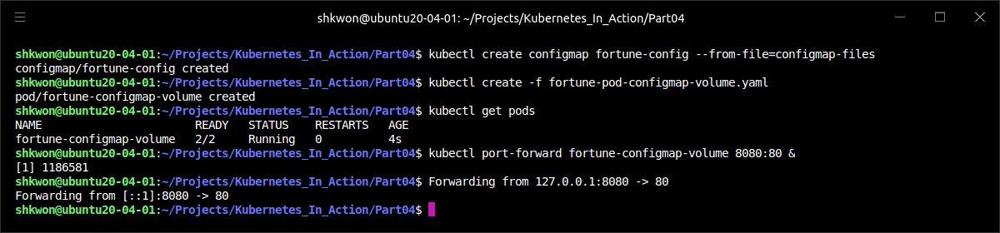 shkwon@ubuntu20-04-01: ~/Projects/Kubernetes_In_Action/Part04
shkwon@ubuntu20-04-01:~/Projects/Kubernetes_In_Action/Part04$ kubectl create configmap fortune-config --from-file=configmap-files
configmap/fortune-config created
shkwon@ubuntu20-04-01:~/Projects/Kubernetes_In_Action/Part04$ kubectl create -f fortune-pod-configmap-volume.yaml
pod/fortune-configmap-volume created
shkwon@ubuntu20-04-01:~/Projects/Kubernetes_In_Action/Part04$ kubectl get pods
NAME                       READY   STATUS    RESTARTS   AGE
fortune-configmap-volume   2/2     Running   0          4s
shkwon@ubuntu20-04-01:~/Projects/Kubernetes_In_Action/Part04$ kubectl port-forward fortune-configmap-volume 8080:80 &
[1] 1186581
shkwon@ubuntu20-04-01:~/Projects/Kubernetes_In_Action/Part04$ Forwarding from 127.0.0.1:8080 -> 80
Forwarding from [::1]:8080 -> 80
shkwon@ubuntu20-04-01:~/Projects/Kubernetes_In_Action/Part04$